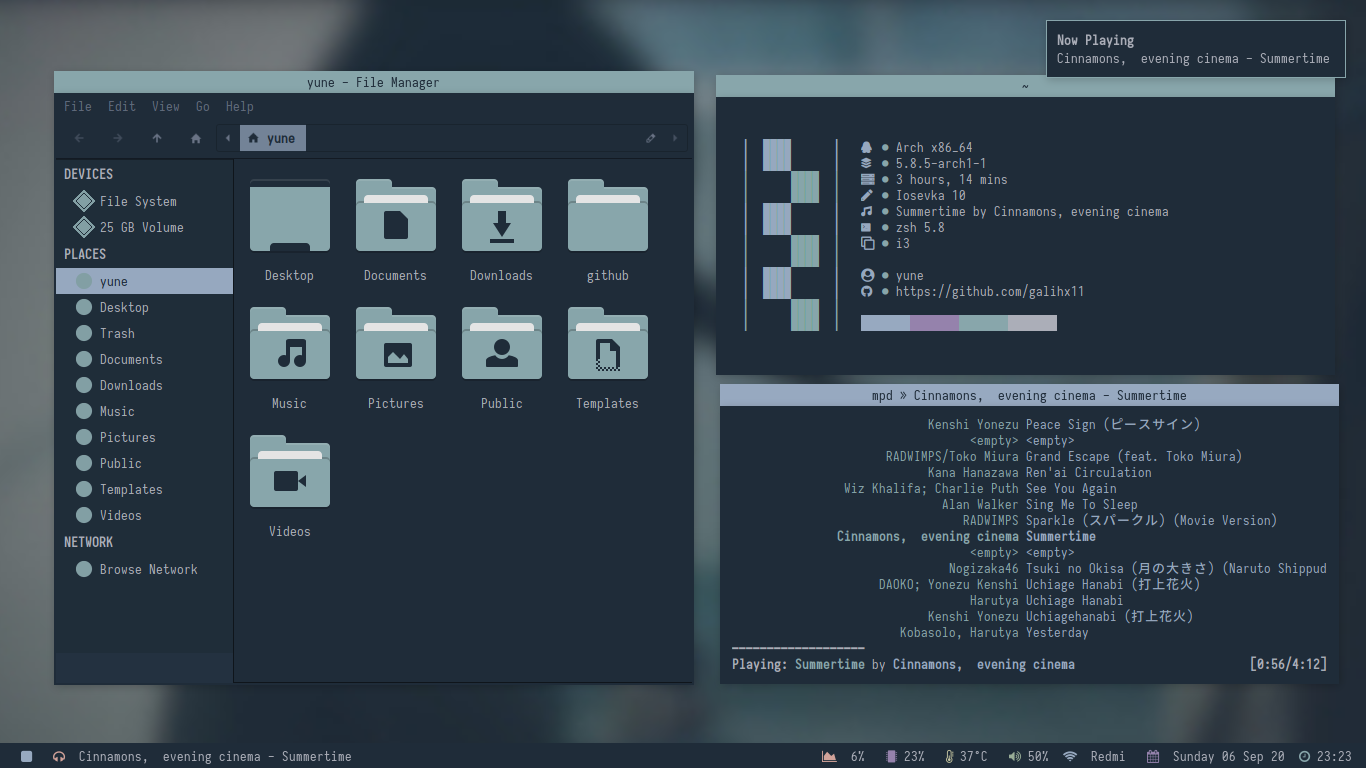 Now Playing
Cinnamons,  evening cinema - Summertime
yune - File Manager
File Edit View Go Help
yune
DEVICES
File System
25 GB Volume
PLACES
yune
Desktop
Trash
Documents
Downloads
Music
Pictures
Public
Templates
Videos
NETWORK
Browse Network
Desktop Documents Downloads github
Music Pictures Public Templates
Videos
~
Arch x86_64
5.8.5-arch1-1
3 hours, 14 mins
Iosevka 10
Summertime by Cinnamons, evening cinema
zsh 5.8
i3
yune
https://github.com/galihx11
mpd » Cinnamons,  evening cinema - Summertime
Kenshi Yonezu Peace Sign (ピースサイン)
<empty> <empty>
RADWIMPS/Toko Miura Grand Escape (feat. Toko Miura)
Kana Hanazawa Ren'ai Circulation
Wiz Khalifa; Charlie Puth See You Again
Alan Walker Sing Me To Sleep
RADWIMPS Sparkle (スパークル) (Movie Version)
Cinnamons,  evening cinema Summertime
<empty> <empty>
Nogizaka46 Tsuki no Okisa (月の大きさ) (Naruto Shippud
DAOKO; Yonezu Kenshi Uchiage Hanabi (打上花火)
Harutya Uchiage Hanabi
Kenshi Yonezu Uchiagehanabi (打上花火)
Kobasolo, Harutya Yesterday
Playing: Summertime by Cinnamons,  evening cinema [0:56/4:12]
Cinnamons,  evening cinema - Summertime 6% 23% 37°C 50% Redmi Sunday 06 Sep 20 23:23